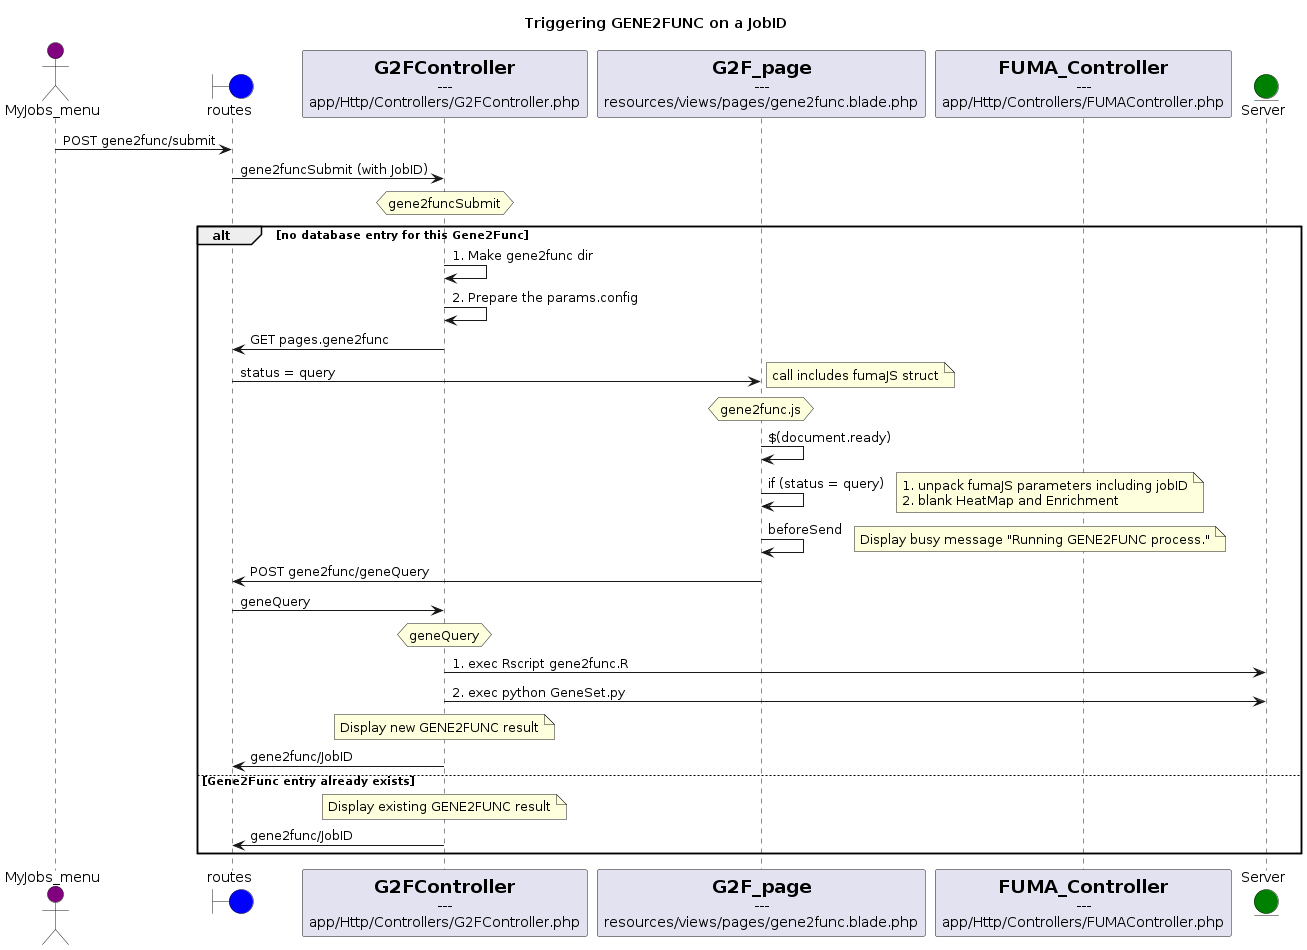 Triggering GENE2FUNC on a JobID
MyJobs_menu
routes
G2FController
---
app/Http/Controllers/G2FController.php
G2F_page
---
resources/views/pages/gene2func.blade.php
FUMA_Controller
---
app/Http/Controllers/FUMAController.php
Server
POST gene2func/submit
gene2funcSubmit (with JobID)
gene2funcSubmit
alt
[no database entry for this Gene2Func]
1. Make gene2func dir
2. Prepare the params.config
GET pages.gene2func
status = query
call includes fumaJS struct
gene2func.js
$(document.ready)
if (status = query)
1. unpack fumaJS parameters including jobID
2. blank HeatMap and Enrichment
beforeSend
Display busy message "Running GENE2FUNC process."
POST gene2func/geneQuery
geneQuery
geneQuery
1. exec Rscript gene2func.R
2. exec python GeneSet.py
Display new GENE2FUNC result
gene2func/JobID
[Gene2Func entry already exists]
Display existing GENE2FUNC result
gene2func/JobID
MyJobs_menu
routes
G2FController
---
app/Http/Controllers/G2FController.php
G2F_page
---
resources/views/pages/gene2func.blade.php
FUMA_Controller
---
app/Http/Controllers/FUMAController.php
Server